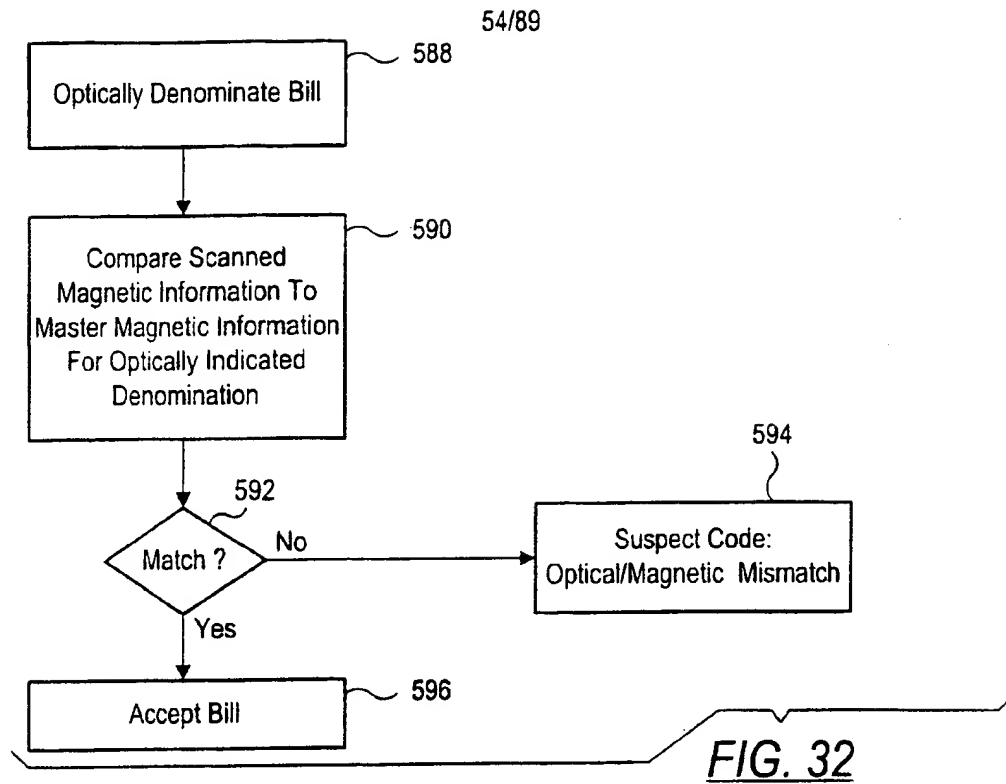 54/89
588
Optically Denominate Bill
590
Compare Scanned
Magnetic Information To
Master Magnetic Information
For Optically Indicated
Denomination
592
Match ?
No
594
Suspect Code:
Optical/Magnetic Mismatch
Yes
596
Accept Bill
FIG. 32